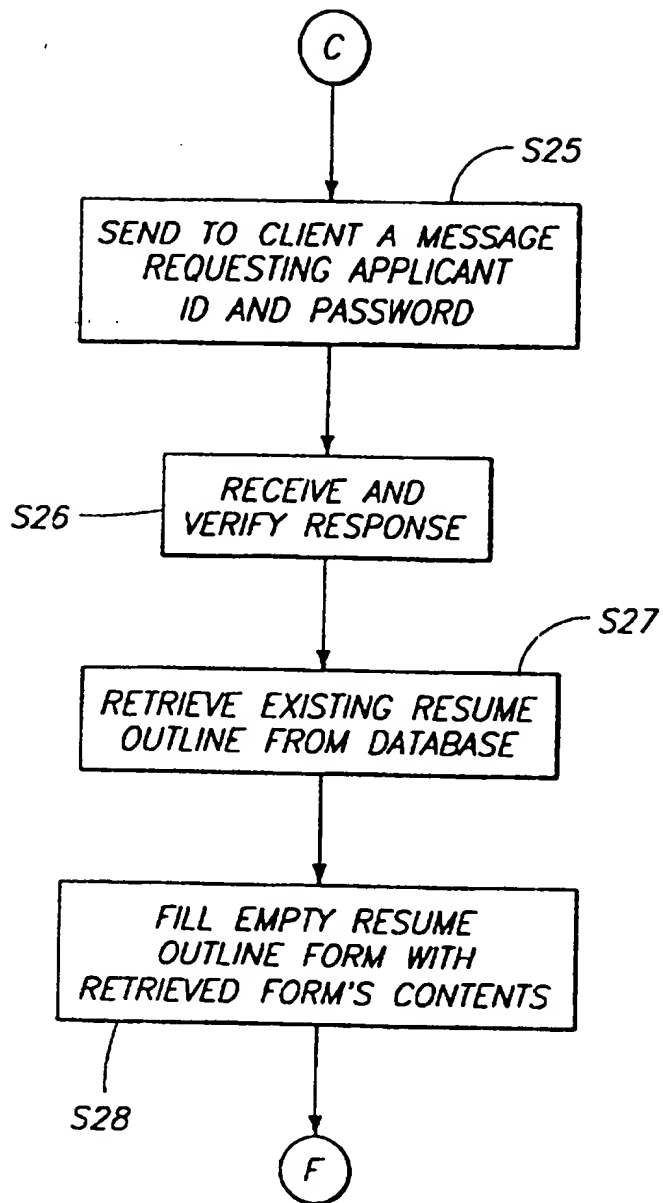 C
S25
SEND TO CLIENT A MESSAGE
REQUESTING APPLICANT
ID AND PASSWORD
S26
RECEIVE AND
VERIFY RESPONSE
S27
RETRIEVE EXISTING RESUME
OUTLINE FROM DATABASE
FILL EMPTY RESUME
OUTLINE FORM WITH
RETRIEVED FORM'S CONTENTS
S28
F